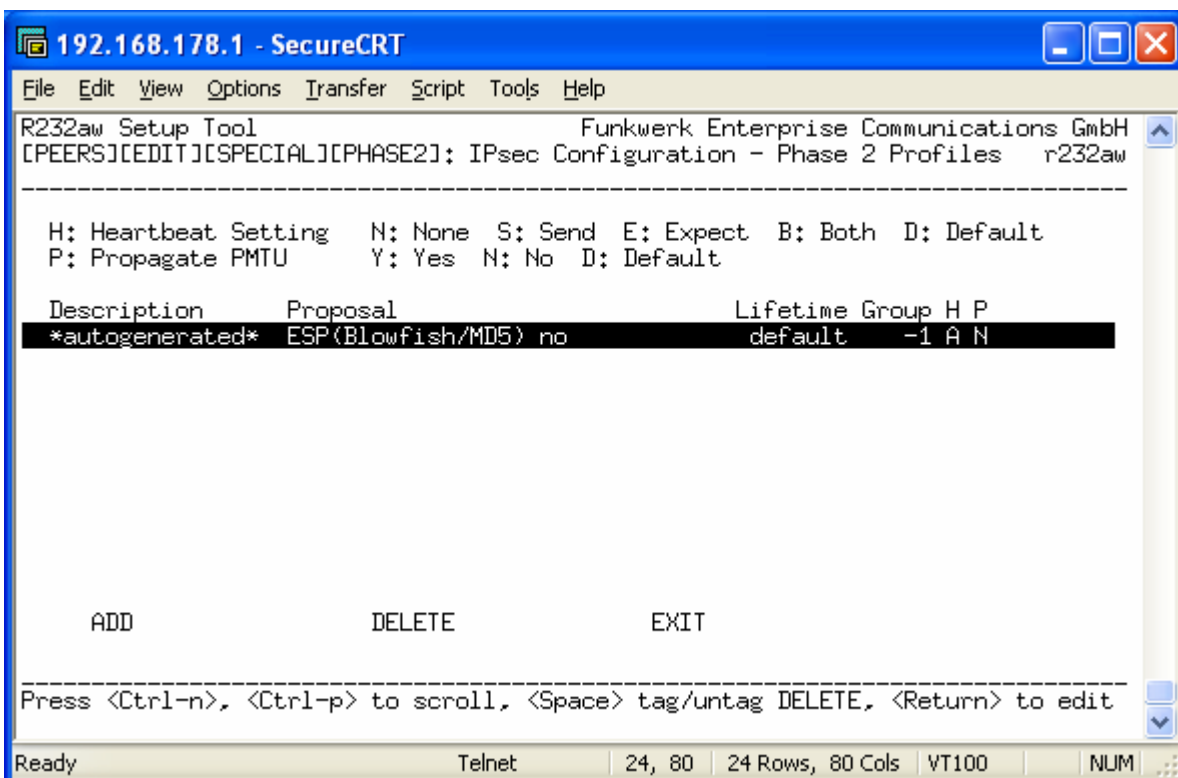 192.168.178.1 - SecureCRT
File Edit View Options Transfer Script Tools Help
R232aw Setup Tool Funkwerk Enterprise Communications GmbH
[PEERS][EDIT][SPECIAL][PHASE2]: IPsec Configuration - Phase 2 Profiles r232aw
H: Heartbeat Setting N: None S: Send E: Expect B: Both D: Default
P: Propagate PMTU Y: Yes N: No D: Default
Description Proposal Lifetime Group H P
*autogenerated* ESP(Blowfish/MD5) no default -1 A N
ADD DELETE EXIT
Press <Ctrl-n>, <Ctrl-p> to scroll, <Space> tag/untag DELETE, <Return> to edit
Ready Telnet 24, 80 24 Rows, 80 Cols VT100 NUM